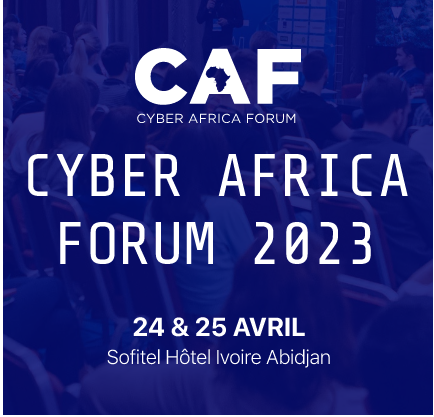 CAF
CYBER AFRICA FORUM
CYBER AFRICA
FORUM 2023
24 & 25 AVRIL
Sofitel Hôtel Ivoire Abidjan